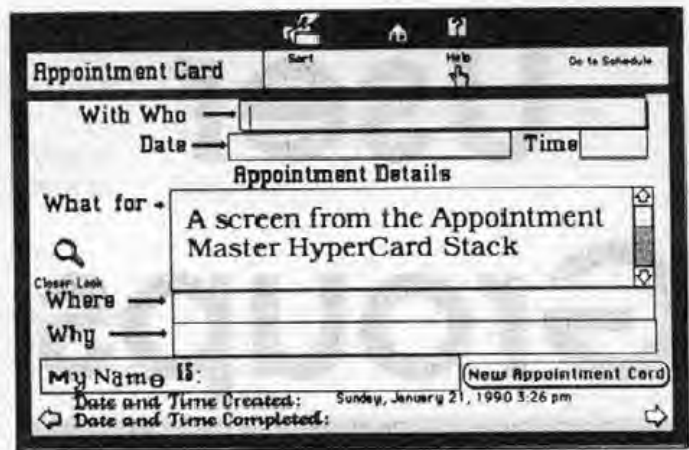 ?
Appointment Card
Sort
Help
Go to Schedule
With Who
Date
Time
Appointment Details
What for
A screen from the Appointment
Master HyperCard Stack
Closer Look
Where
Why
My Name is:
New Appointment Card
Date and Time Created: Sunday, January 21, 1990 3:26 pm
Date and Time Completed: